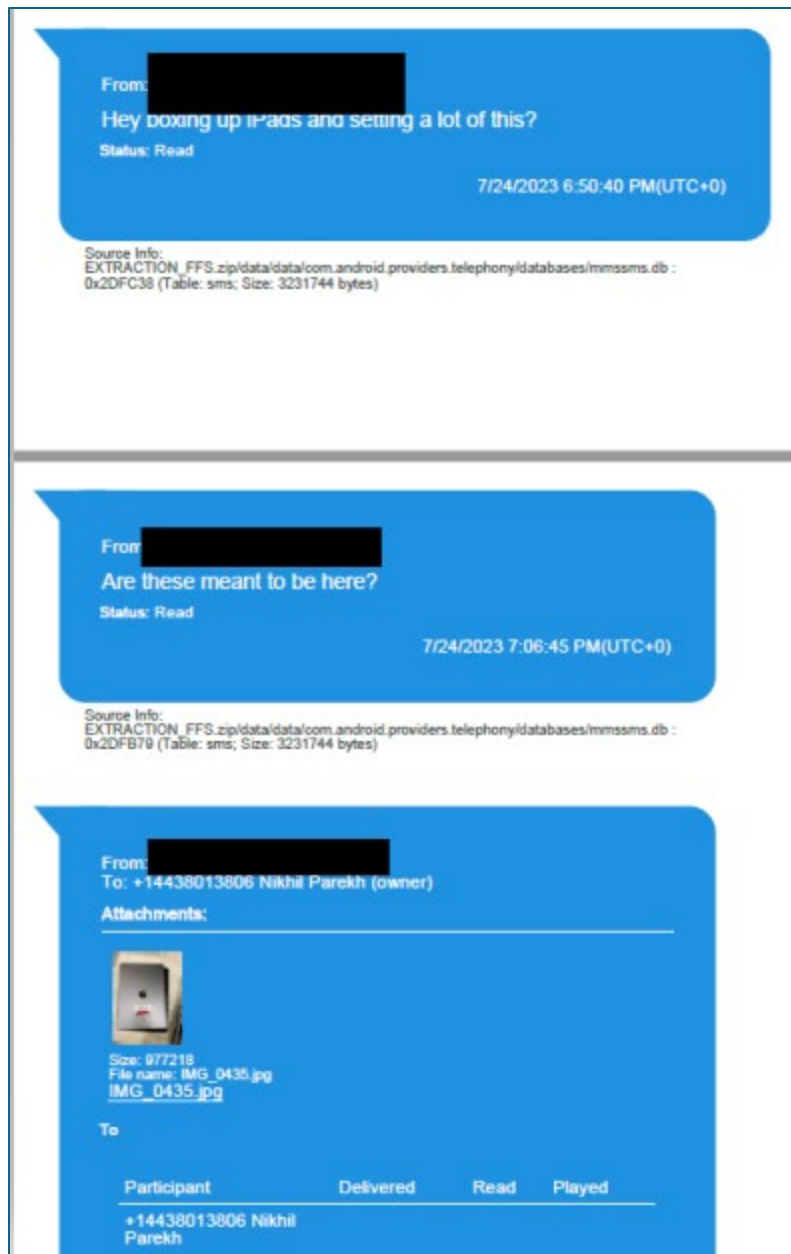 From:
Hey boxing up iPads and setting a lot of this?
Status: Read
7/24/2023 6:50:40 PM(UTC+0)
Source Info:
EXTRACTION_FFS.zip/data/data/com.android.providers.telephony/databases/mmssms.db :
0x2DFC38 (Table: sms; Size: 3231744 bytes)
From
Are these meant to be here?
Status: Read
7/24/2023 7:06:45 PM(UTC+0)
Source Info:
EXTRACTION_FFS.zip/data/data/com.android.providers.telephony/databases/mmssms.db :
0x2DFB79 (Table: sms; Size: 3231744 bytes)
From:
To: +14438013806 Nikhil Parekh (owner)
Attachments:
Size: 977218
File name: IMG_0435.jpg
IMG_0435.jpg
To
Participant Delivered Read Played
+14438013806 Nikhil
Parekh